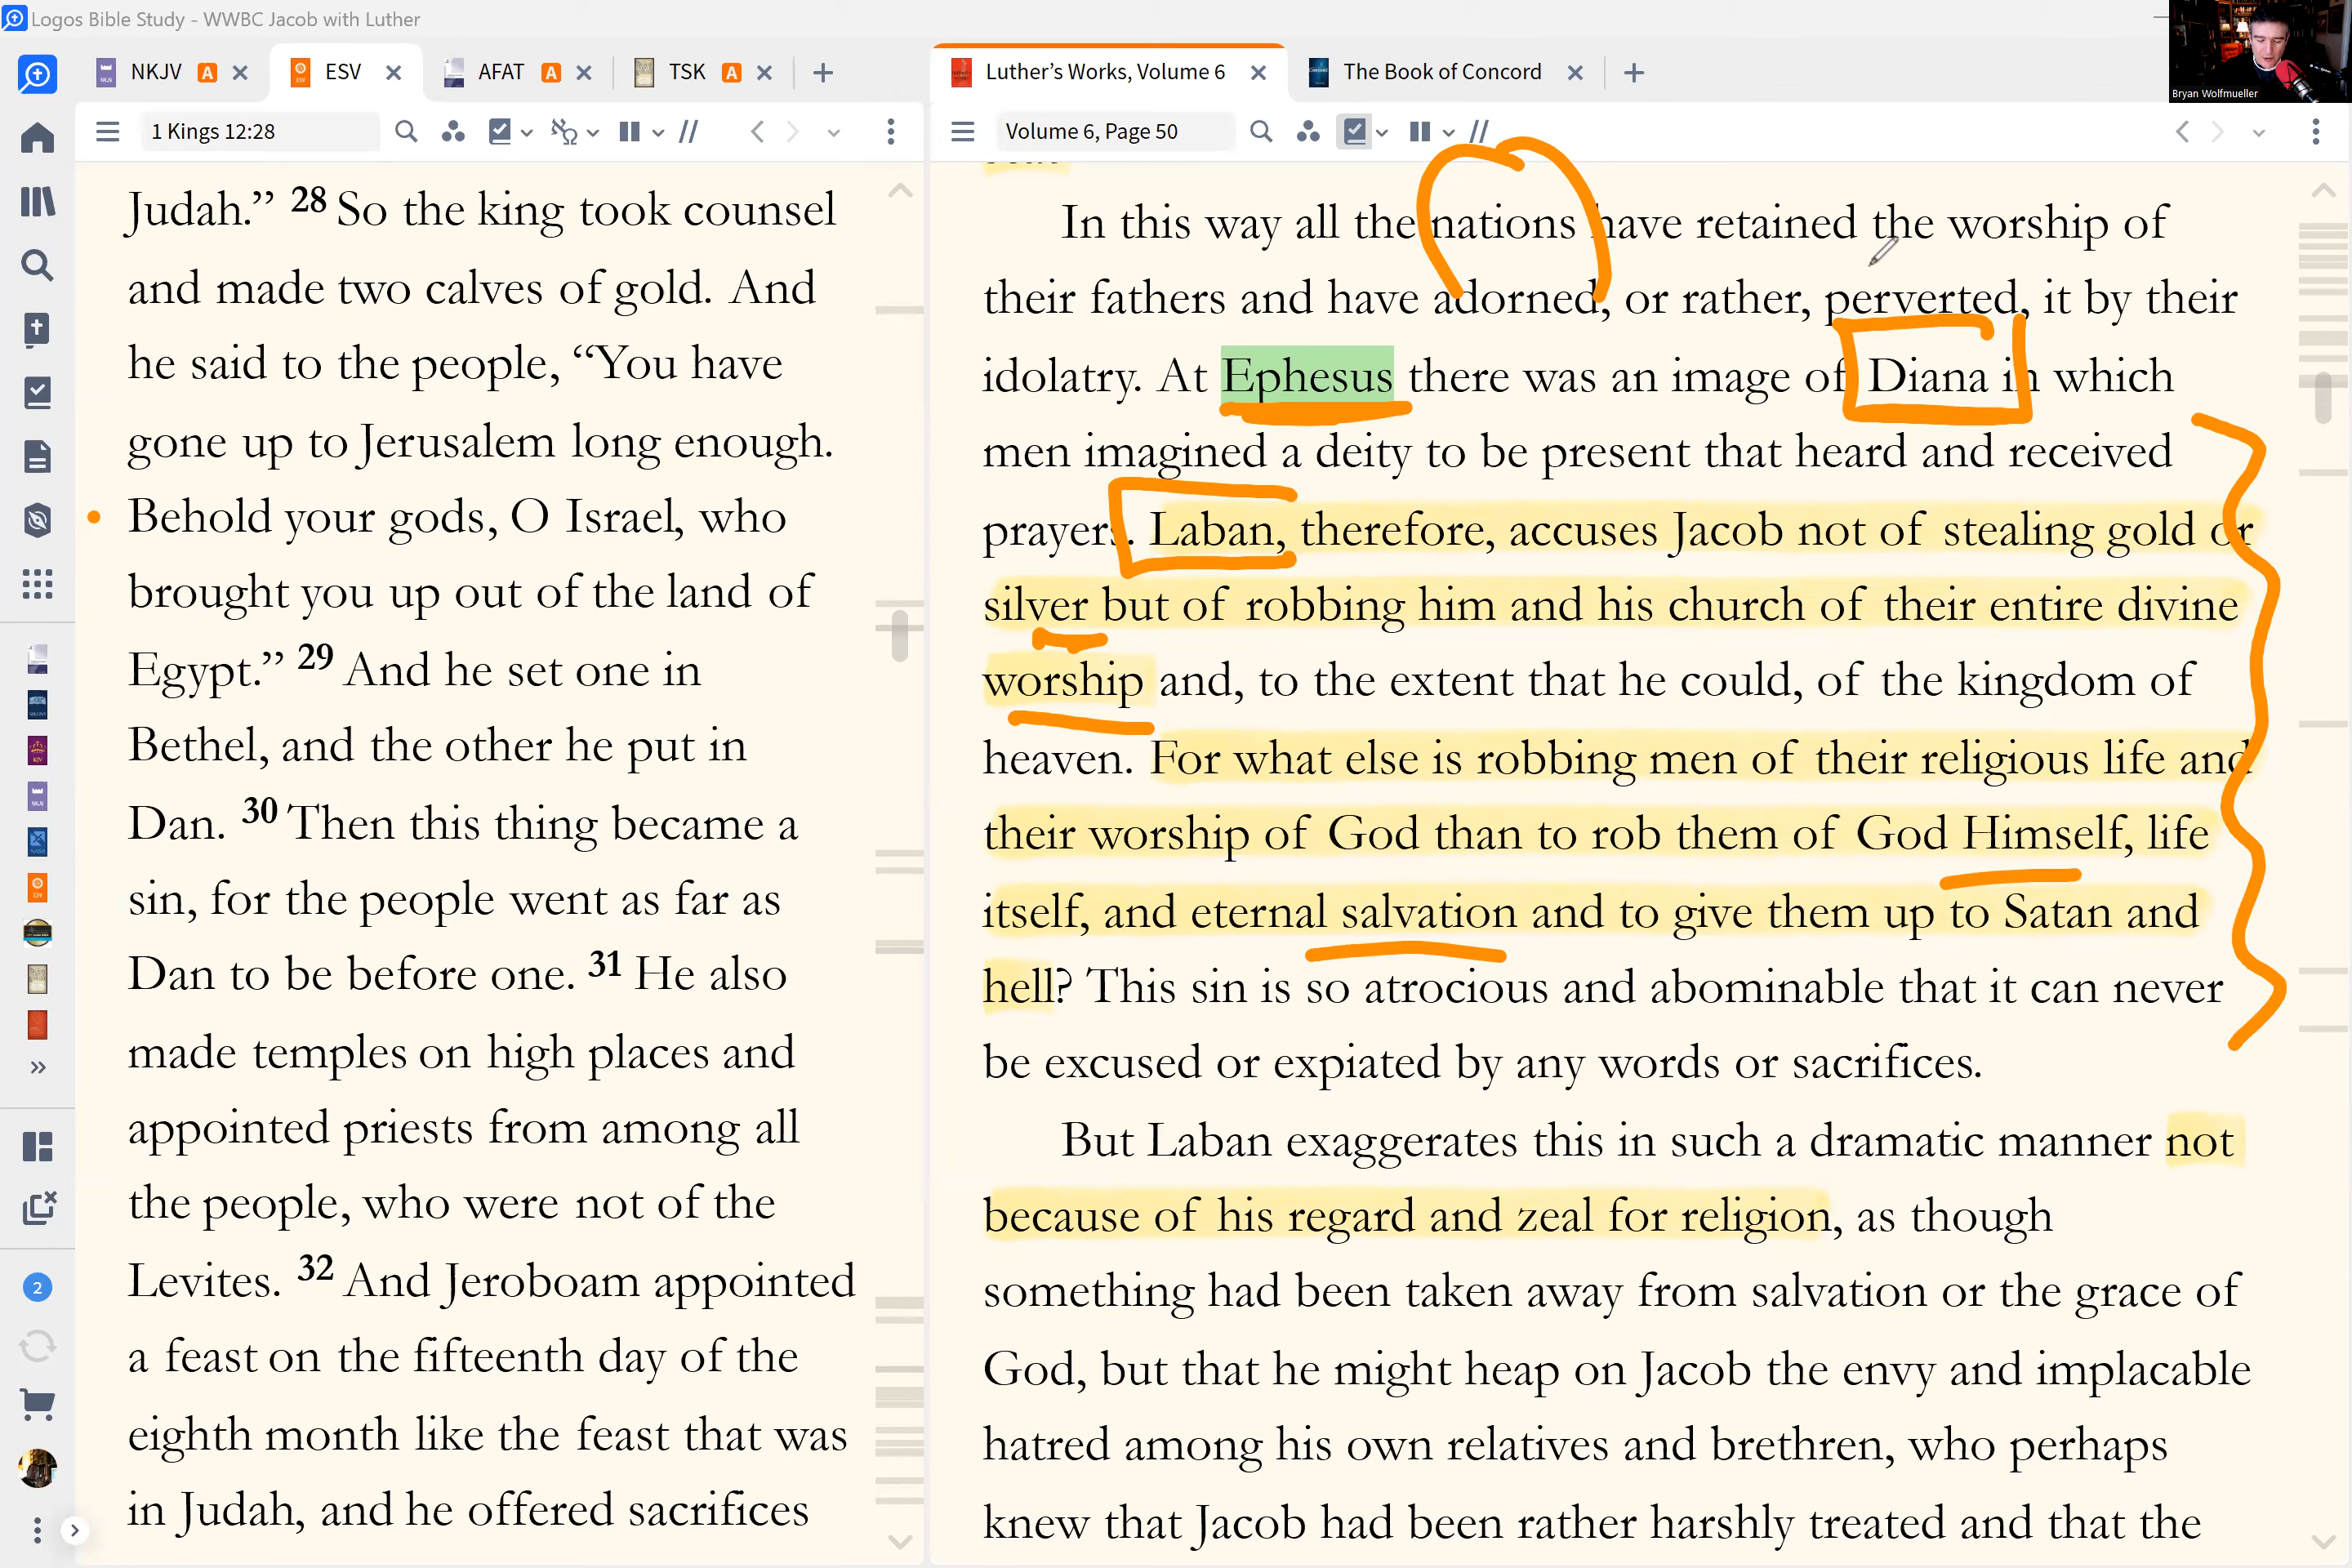 Logos Bible Study - WWBC Jacob with Luther
Bryan Wolfmueller
NKJV A
ESV
AFAT A
TSK A
Luther's Works, Volume 6
The Book of Concord
1 Kings 12:28
Volume 6, Page 50
Judah.” 28 So the king took counsel
and made two calves of gold. And
he said to the people, “You have
gone up to Jerusalem long enough.
Behold your gods, O Israel, who
brought you up out of the land of
Egypt.” 29 And he set one in
Bethel, and the other he put in
Dan. 30 Then this thing became a
sin, for the people went as far as
Dan to be before one. 31 He also
made temples on high places and
appointed priests from among all
the people, who were not of the
Levites. 32 And Jeroboam appointed
a feast on the fifteenth day of the
eighth month like the feast that was
in Judah, and he offered sacrifices
In this way all the nations have retained the worship of
their fathers and have adorned, or rather, perverted, it by their
idolatry. At Ephesus there was an image of Diana in which
men imagined a deity to be present that heard and received
prayers. Laban, therefore, accuses Jacob not of stealing gold or
silver but of robbing him and his church of their entire divine
worship and, to the extent that he could, of the kingdom of
heaven. For what else is robbing men of their religious life and
their worship of God than to rob them of God Himself, life
itself, and eternal salvation and to give them up to Satan and
hell? This sin is so atrocious and abominable that it can never
be excused or expiated by any words or sacrifices.
But Laban exaggerates this in such a dramatic manner not
because of his regard and zeal for religion, as though
something had been taken away from salvation or the grace of
God, but that he might heap on Jacob the envy and implacable
hatred among his own relatives and brethren, who perhaps
knew that Jacob had been rather harshly treated and that the
2